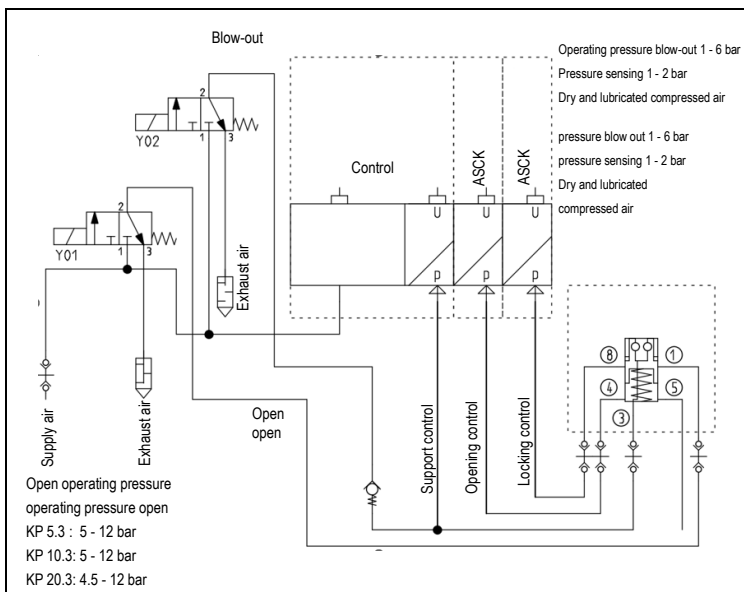 Blow-out
Operating pressure blow-out 1 - 6 bar
Pressure sensing 1 - 2 bar
Dry and lubricated compressed air
pressure blow out 1 - 6 bar
pressure sensing 1 - 2 bar
Dry and lubricated
compressed air
2
1
3
Y02
Control
ASCK
ASCK
U
U
U
p
p
p
2
1
3
Y01
Exhaust air
8
1
4
5
3
Supply air
Exhaust air
Open
open
Support control
Opening control
Locking control
Open operating pressure
operating pressure open
KP 5.3 : 5 - 12 bar
KP 10.3: 5 - 12 bar
KP 20.3: 4.5 - 12 bar